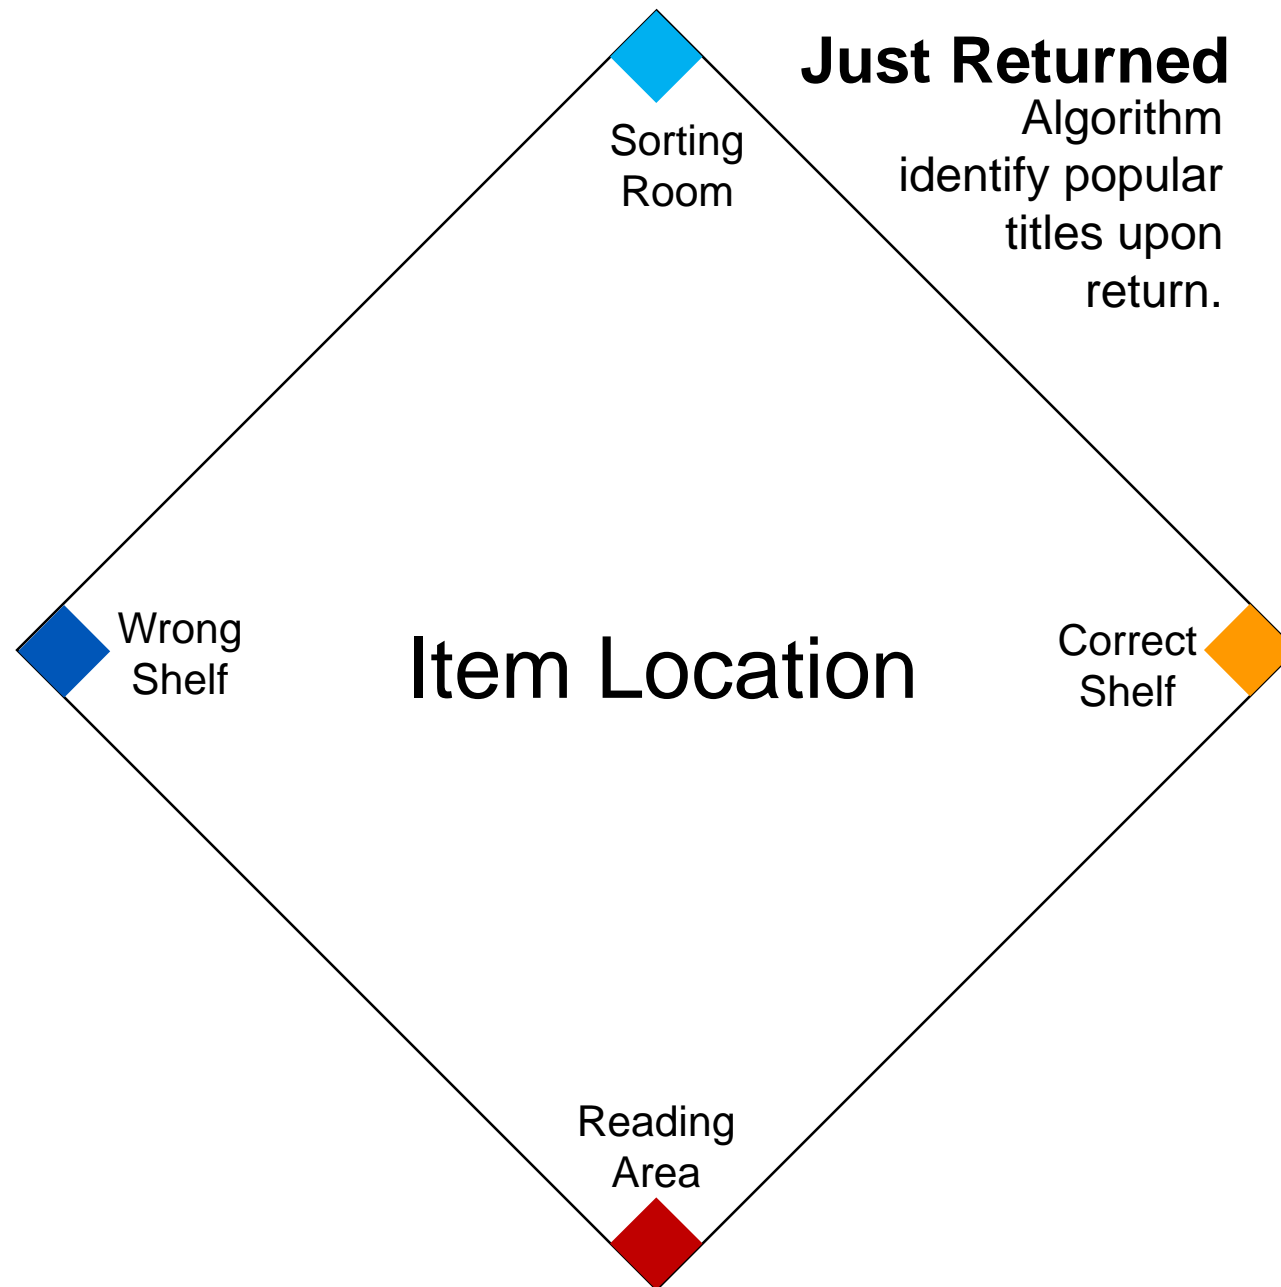 Just Returned
Algorithm
identify popular
titles upon
return.
Sorting
Room
Wrong
Shelf
Item Location
Correct
Shelf
Reading
Area